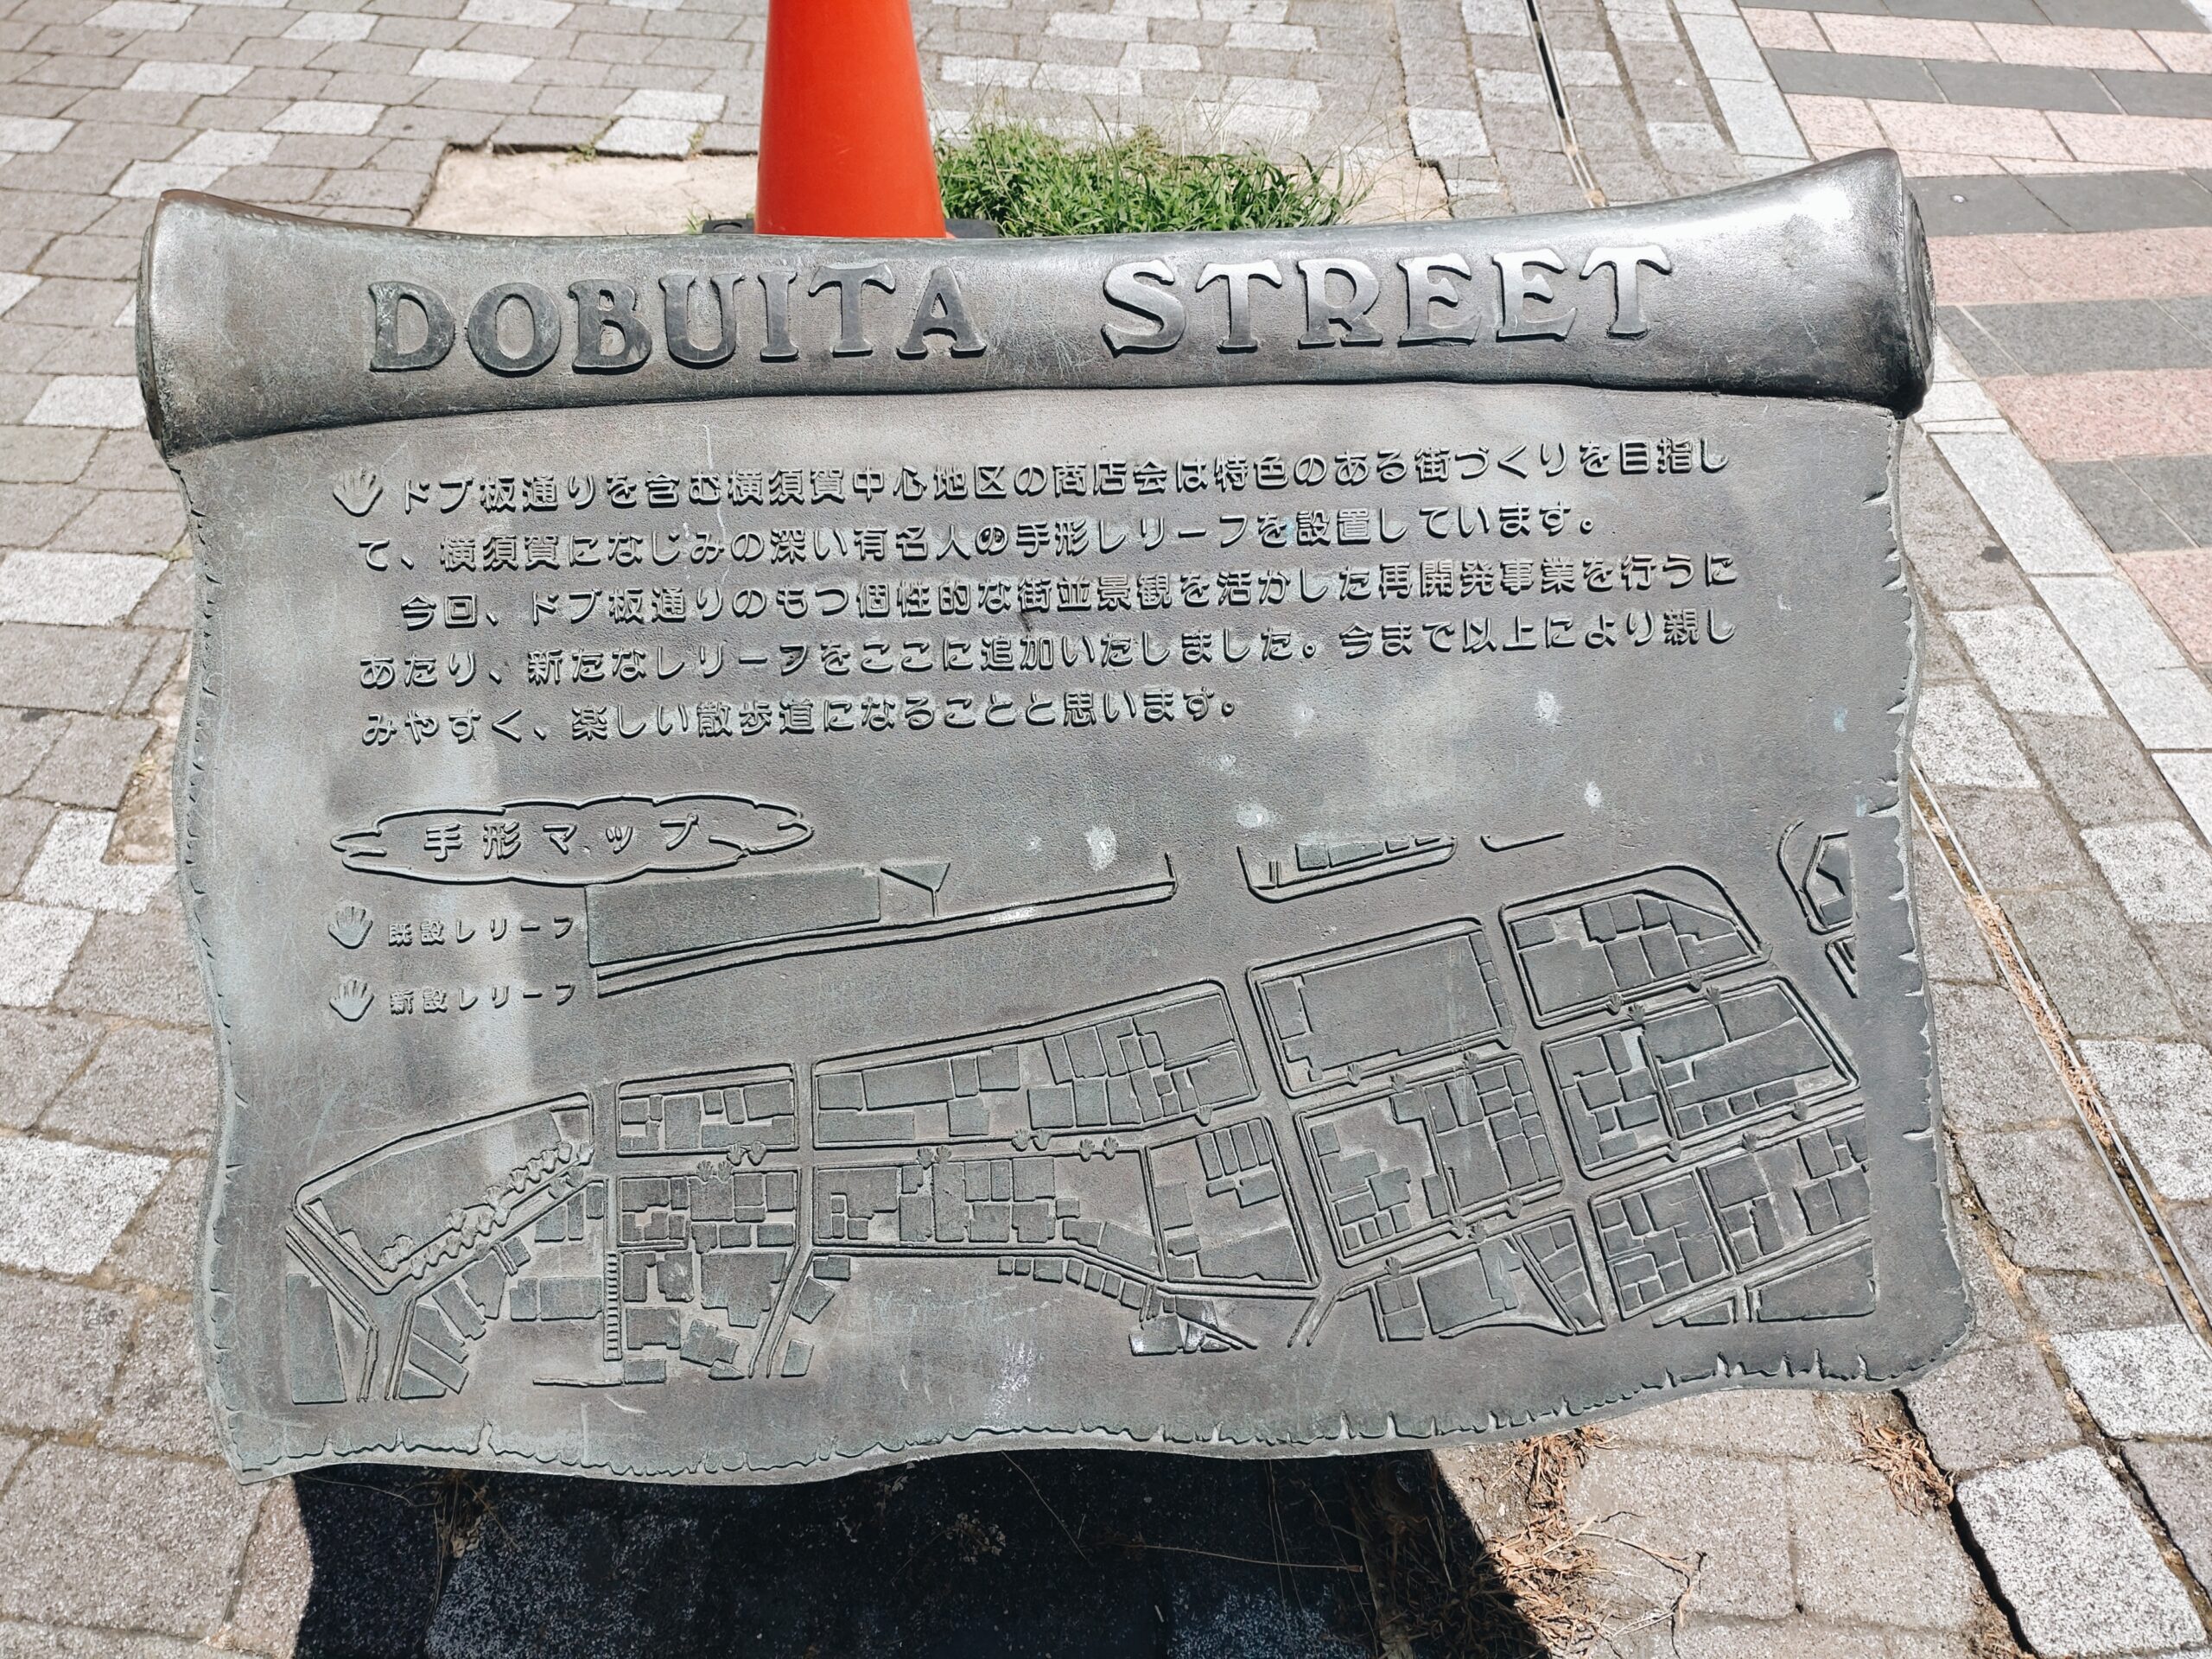 DOBUITA STREET
ドブ板通りを含む横須賀中心地区の商店会は特色のある街づくりを目指し
て、横須賀になじみの深い有名人の手形レリーフを設置しています。
今回、ドブ板通りのもつ個性的な街並景観を活かした再開発事業を行うに
あたり、新たなレリーフをここに追加いたしました。今まで以上により親し
みやすく、楽しい散歩道になることと思います。
手形マップ
既設レリーフ
新設レリーフ